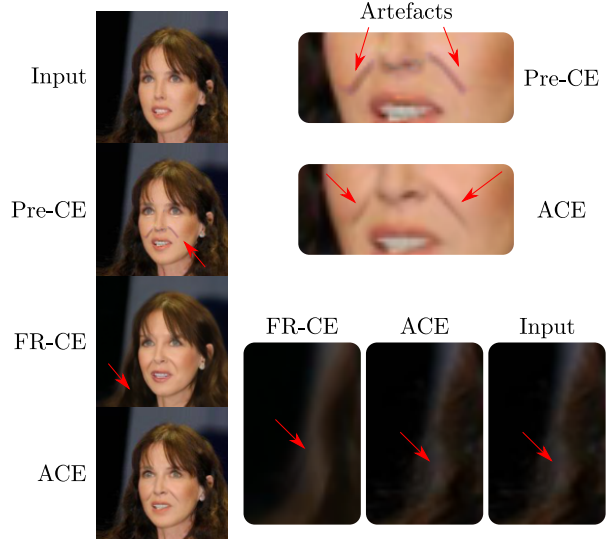 Artefacts
Input
Pre-CE
Pre-CE
ACE
FR-CE
FR-CE ACE Input
ACE